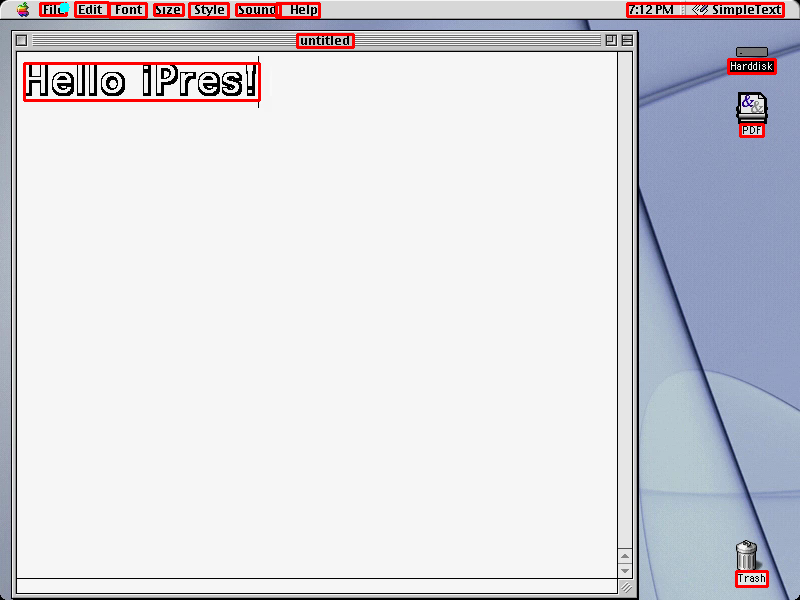 File Edit Font Size Style Sound Help 7:12 PM SimpleText
untitled
Hello iPres!
Harddisk
PDF
Trash